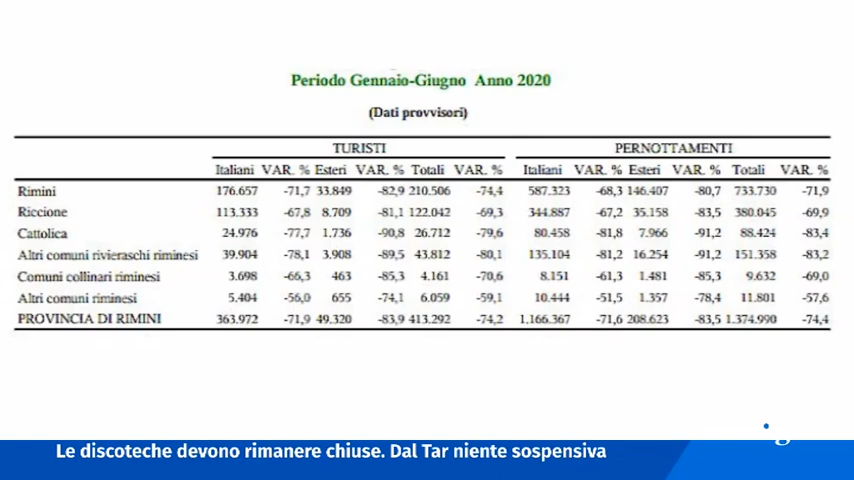 Periodo Gennaio-Giugno Anno 2020
(Dati provvisori)
TURISTI PERNOTTAMENTI
Italiani VAR. % Esteri VAR. % Totali VAR. % Italiani VAR. % Esteri VAR. % Totali VAR. %
Rimini 176.657 -71,7 33.849 -82,9 210.506 -74,4 587.323 -68,3 146.407 -80,7 733.730 -71,9
Riccione 113.333 -67,8 8.709 -81,1 122.042 -69,3 344.887 -67,2 35.158 -83,5 380.045 -69,9
Cattolica 24.976 -77,7 1.736 -90,8 26.712 -79,6 80.458 -81,8 7.966 -91,2 88.424 -83,4
Altri comuni rivieraschi riminesi 39.904 -78,1 3.908 -89,5 43.812 -80,1 135.104 -81,2 16.254 -91,2 151.358 -83,2
Comuni collinari riminesi 3.698 -66,3 463 -85,3 4.161 -70,6 8.151 -61,3 1.481 -85,3 9.632 -69,0
Altri comuni riminesi 5.404 -56,0 655 -74,1 6.059 -59,1 10.444 -51,5 1.357 -78,4 11.801 -57,6
PROVINCIA DI RIMINI 363.972 -71,9 49.320 -83,9 413.292 -74,2 1.166.367 -71,6 208.623 -83,5 1.374.990 -74,4
Le discoteche devono rimanere chiuse. Dal Tar niente sospensiva